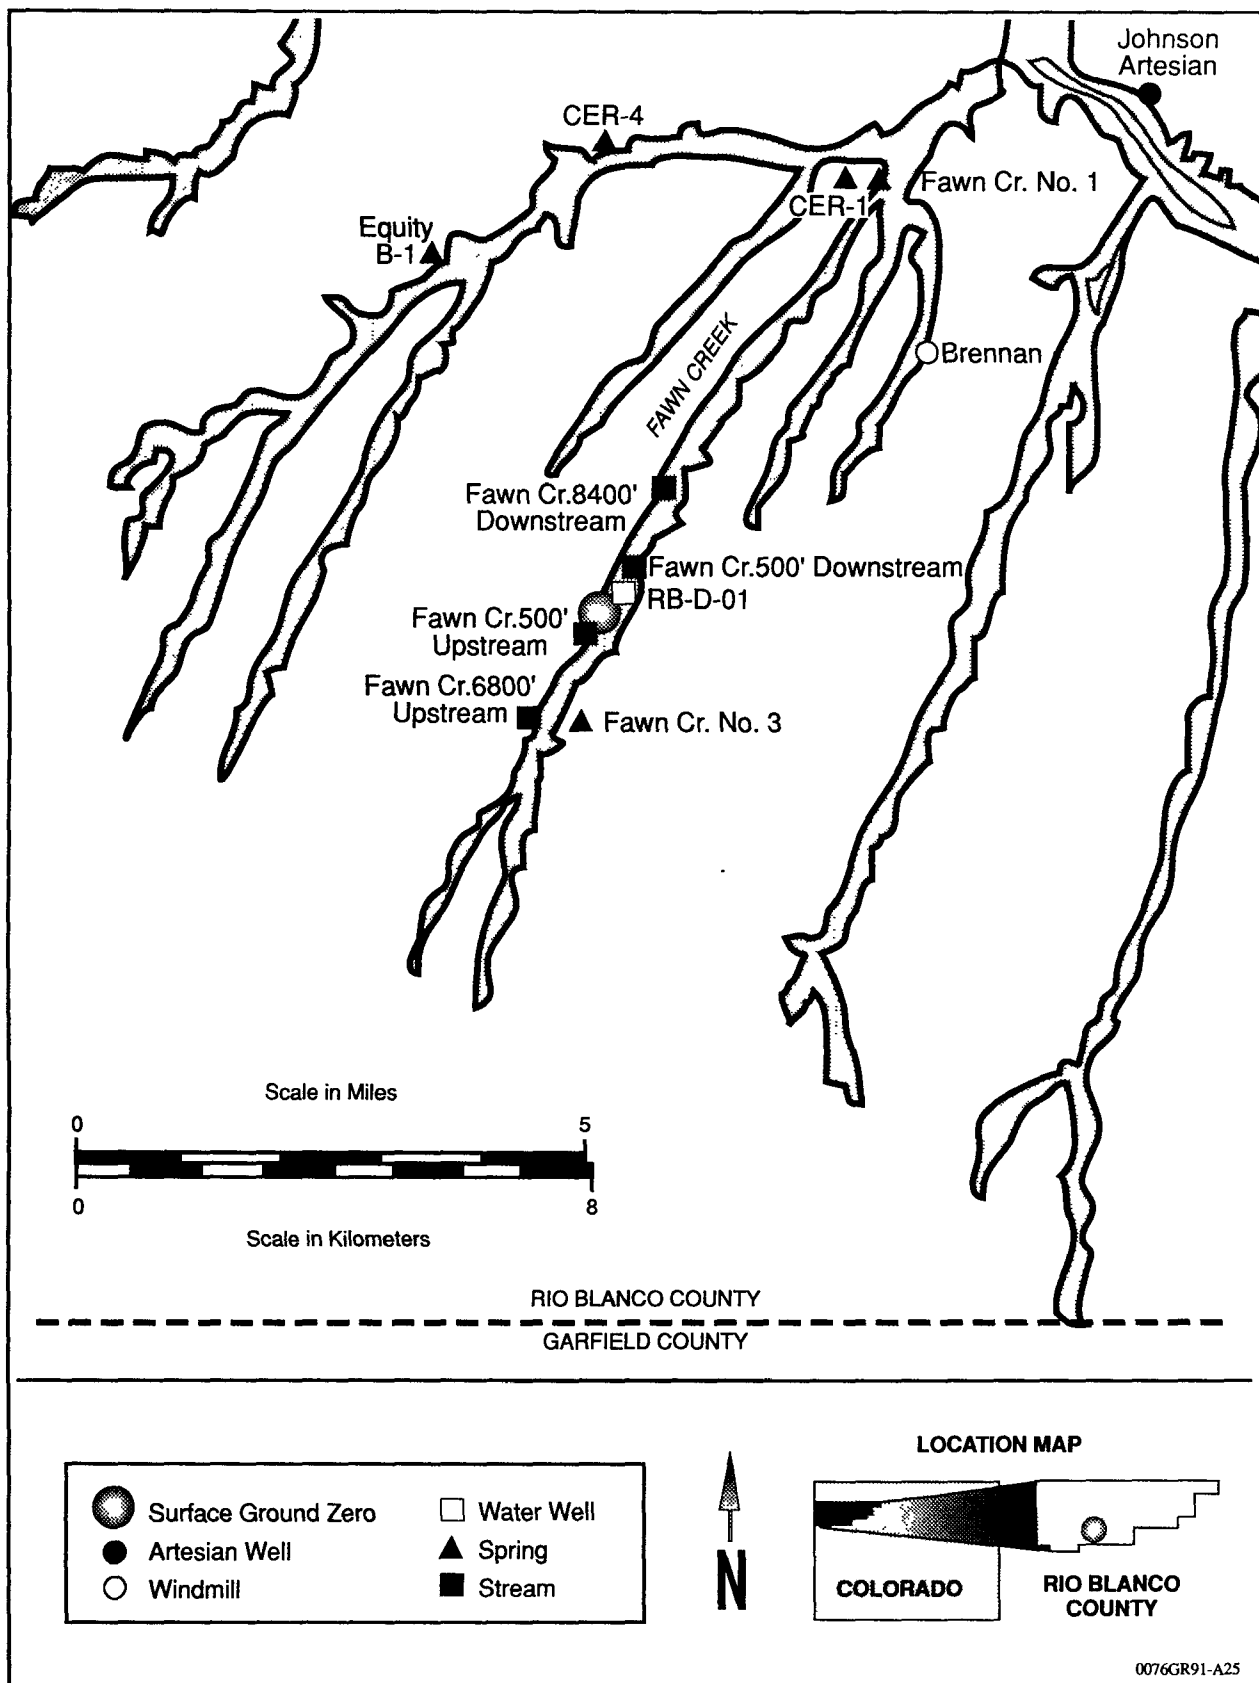 Johnson
Artesian
CER-4
Fawn Cr. No. 1
CER-1
Equity
B-1
FAWN CREEK
Brennan
Fawn Cr.8400'
Downstream
Fawn Cr.500' Downstream
RB-D-01
Fawn Cr.500'
Upstream
Fawn Cr.6800'
Upstream
Fawn Cr. No. 3
Scale in Miles
0 5
0 8
Scale in Kilometers
RIO BLANCO COUNTY
GARFIELD COUNTY
LOCATION MAP
Surface Ground Zero
Artesian Well
Windmill
Water Well
Spring
Stream
N
COLORADO
RIO BLANCO
COUNTY
0076GR91-A25